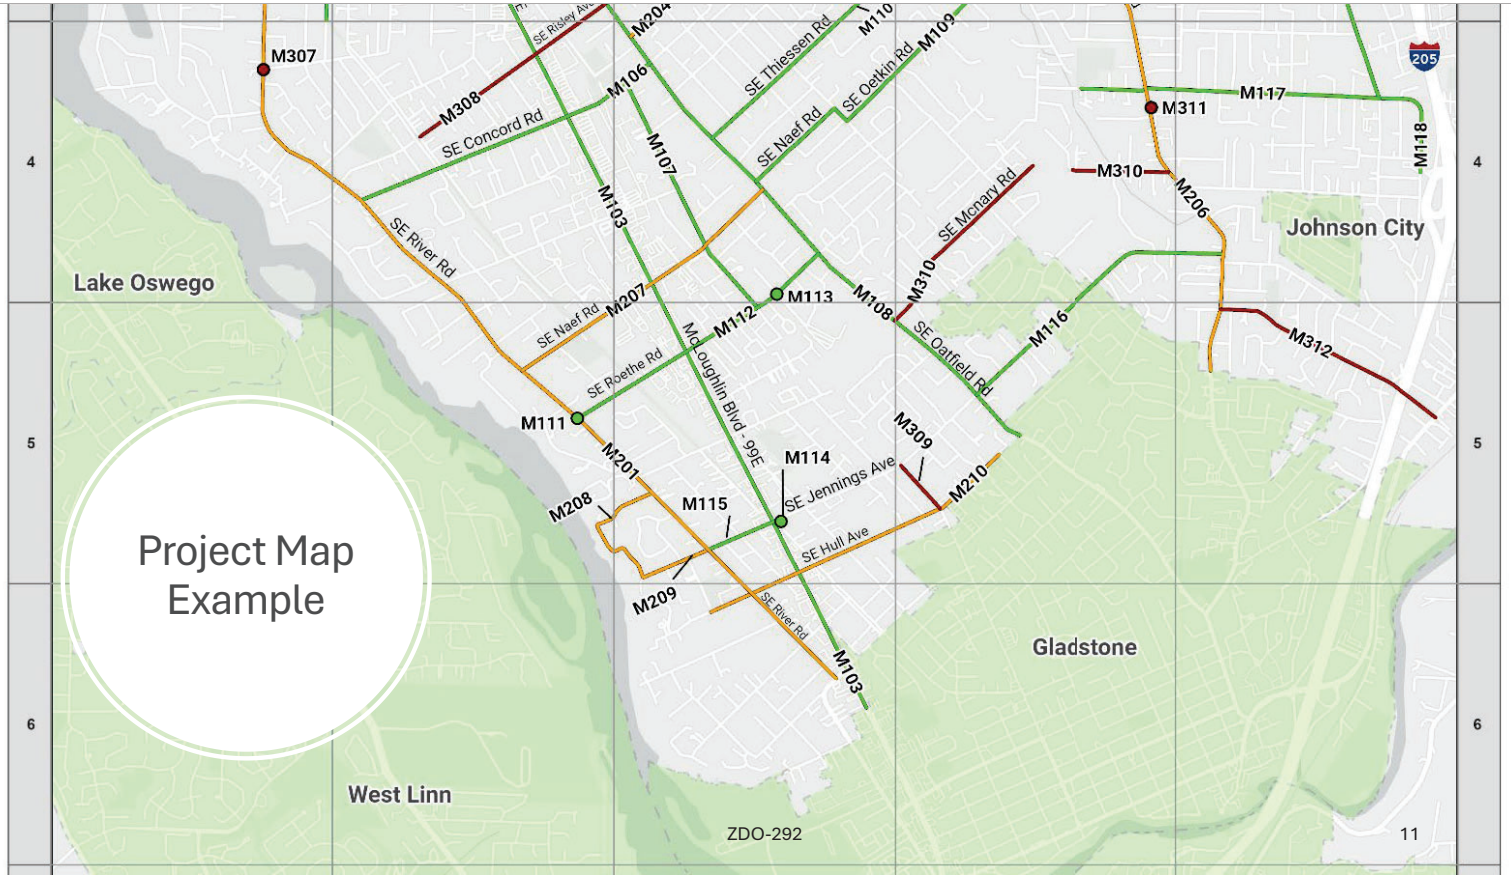 M204
M110
M109
SE Risley Ave
SE Thiessen Rd
205
M307
SE Oetkin Rd
M106
M308
M117
M311
SE Concord Rd
SE Naef Rd
M118
4
M107
M310
4
M103
SE Mcnary Rd
M206
SE River Rd
Johnson City
Lake Oswego
M310
M207
M113
M108
SE Naef Rd
M112
M116
M312
SE Roethe Rd
McLoughlin Blvd - 99E
SE Oatfield Rd
M111
M309
5
M201
M114
5
SE Jennings Ave
M210
M208
M115
SE Hull Ave
Project Map
Example
M209
SE River Rd
Gladstone
M103
6
6
West Linn
ZDO-292
11